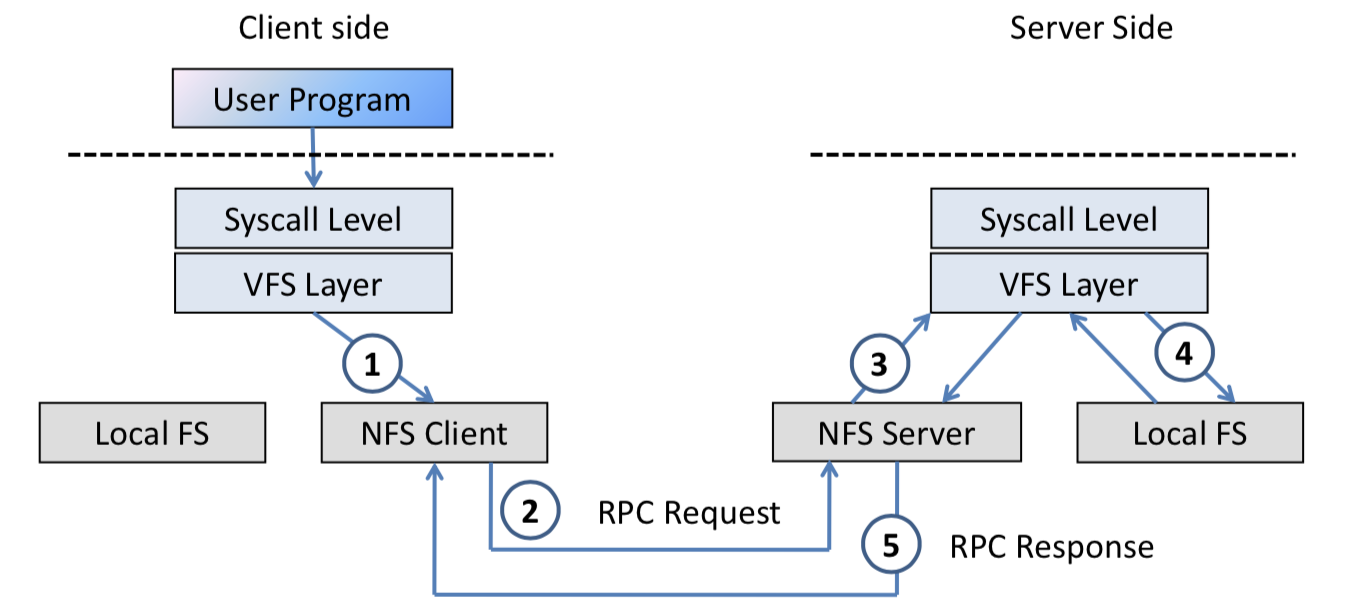 Client side
Server Side
User Program
Syscall Level
Syscall Level
VFS Layer
VFS Layer
1
3
4
Local FS
NFS Client
NFS Server
Local FS
2
RPC Request
5
RPC Response